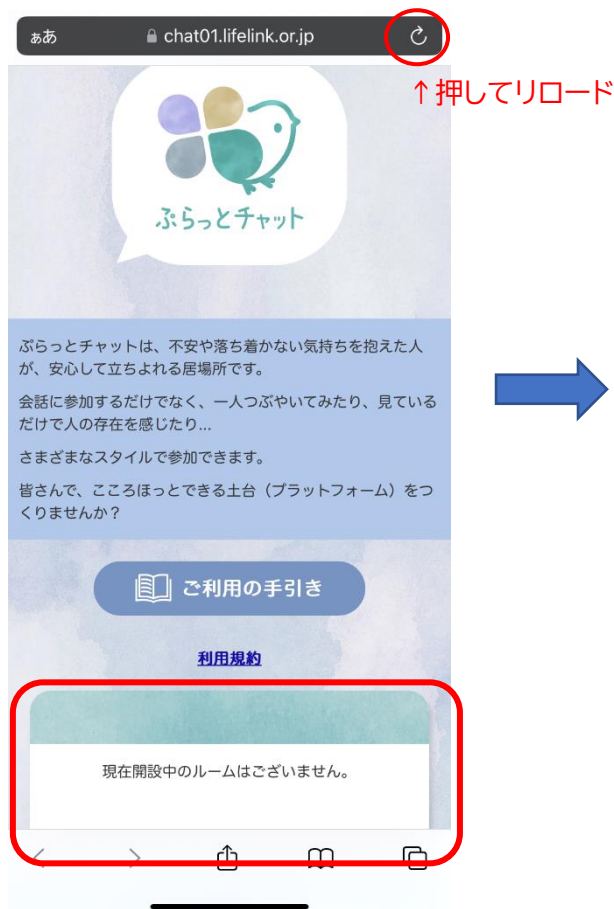 ぁあ chat01.lifelink.or.jp
↑押してリロード
ぷらっとチャット
ぷらっとチャットは、不安や落ち着かない気持ちを抱えた人
が、安心して立ちよれる居場所です。
会話に参加するだけでなく、一人つぶやいてみたり、見ている
だけで人の存在を感じたり...
さまざまなスタイルで参加できます。
皆さんで、こころほっとできる土台（プラットフォーム）をつ
くりませんか？
ご利用の手引き
利用規約
現在開設中のルームはございません。